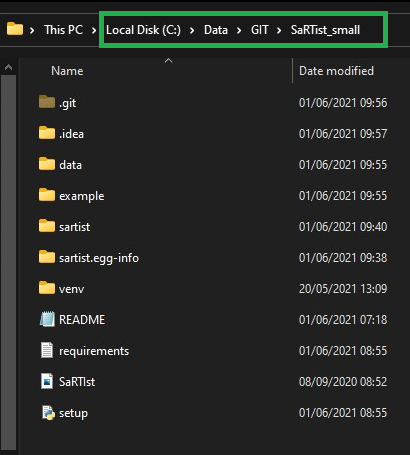 This PC > Local Disk (C:) > Data > GIT > SaRTist_small
Name Date modified
.git 01/06/2021 09:56
.idea 01/06/2021 09:57
data 01/06/2021 09:55
example 01/06/2021 09:55
sartist 01/06/2021 09:40
sartist.egg-info 01/06/2021 09:38
venv 20/05/2021 13:09
README 01/06/2021 07:18
requirements 01/06/2021 08:55
SaRTIst 08/09/2020 08:52
setup 01/06/2021 08:55